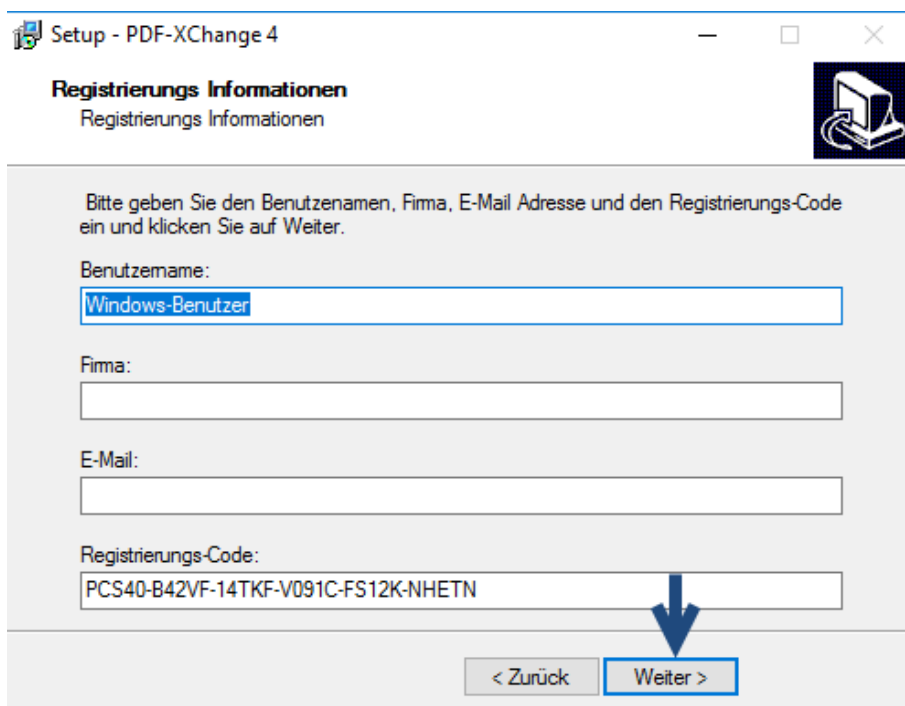 Setup - PDF-XChange 4
Registrierungs Informationen
Registrierungs Informationen
Bitte geben Sie den Benutzenamen, Firma, E-Mail Adresse und den Registrierungs-Code
ein und klicken Sie auf Weiter.
Benutzername:
Windows-Benutzer
Firma:
E-Mail:
Registrierungs-Code:
PCS40-B42VF-14TKF-V091C-FS12K-NHETN
< Zurück
Weiter >